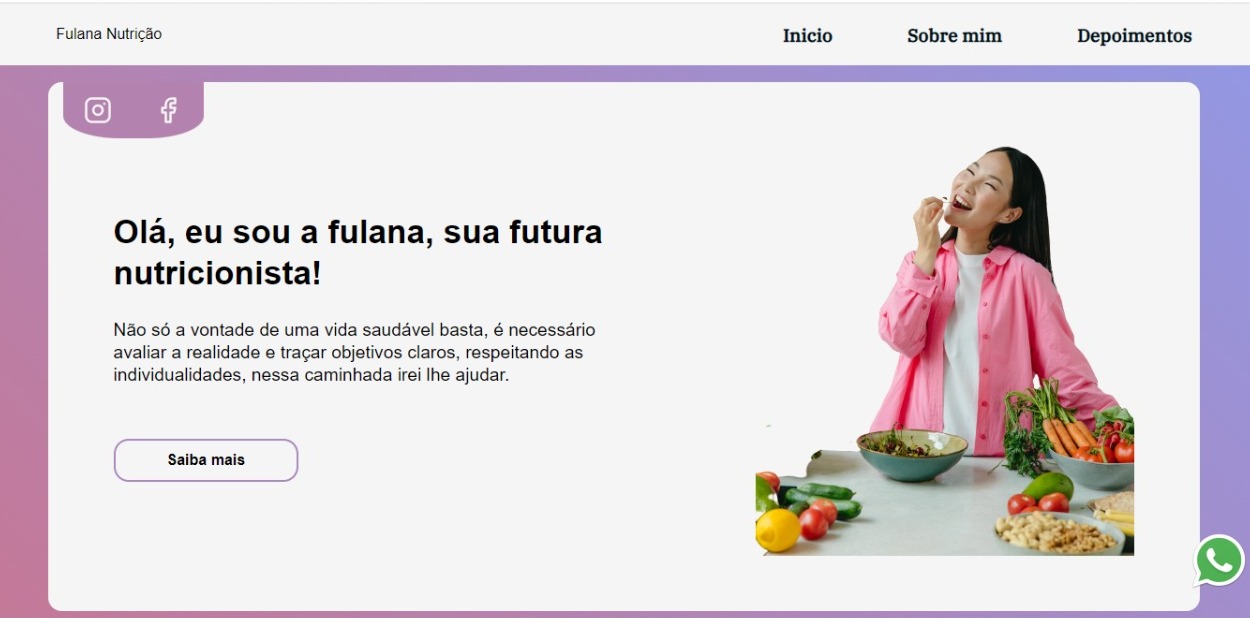 Fulana Nutrição
Inicio
Sobre mim
Depoimentos
Olá, eu sou a fulana, sua futura
nutricionista!
Não só a vontade de uma vida saudável basta, é necessário
avaliar a realidade e traçar objetivos claros, respeitando as
individualidades, nessa caminhada irei lhe ajudar.
Saiba mais